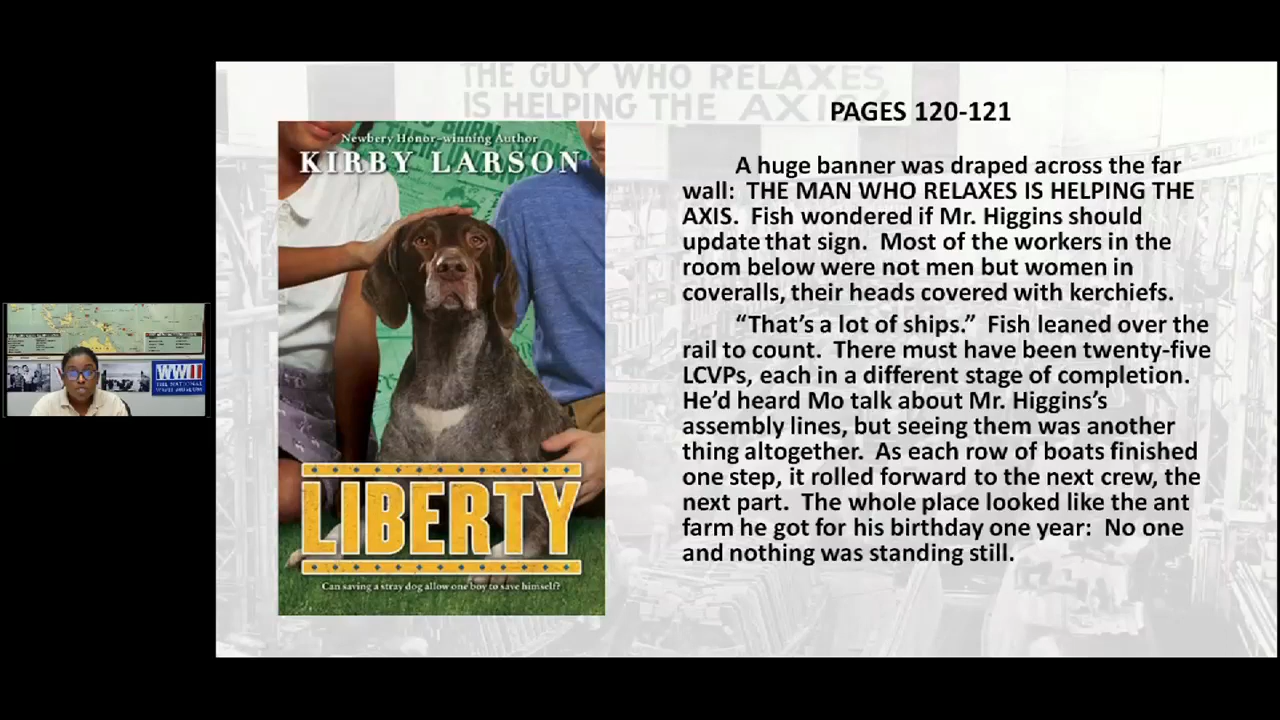 THE GUY WHO RELAXES
IS HELPING THE AXIS!
PAGES 120-121
Newbery Honor-winning Author
KIRBY LARSON
LIBERTY
Can saving a stray dog allow one boy to save himself?
A huge banner was draped across the far
wall: THE MAN WHO RELAXES IS HELPING THE
AXIS. Fish wondered if Mr. Higgins should
update that sign. Most of the workers in the
room below were not men but women in
coveralls, their heads covered with kerchiefs.
“That’s a lot of ships.” Fish leaned over the
rail to count. There must have been twenty-five
LCVPs, each in a different stage of completion.
He’d heard Mo talk about Mr. Higgins’s
assembly lines, but seeing them was another
thing altogether. As each row of boats finished
one step, it rolled forward to the next crew, the
next part. The whole place looked like the ant
farm he got for his birthday one year: No one
and nothing was standing still.
WWII
THE NATIONAL
WWII MUSEUM